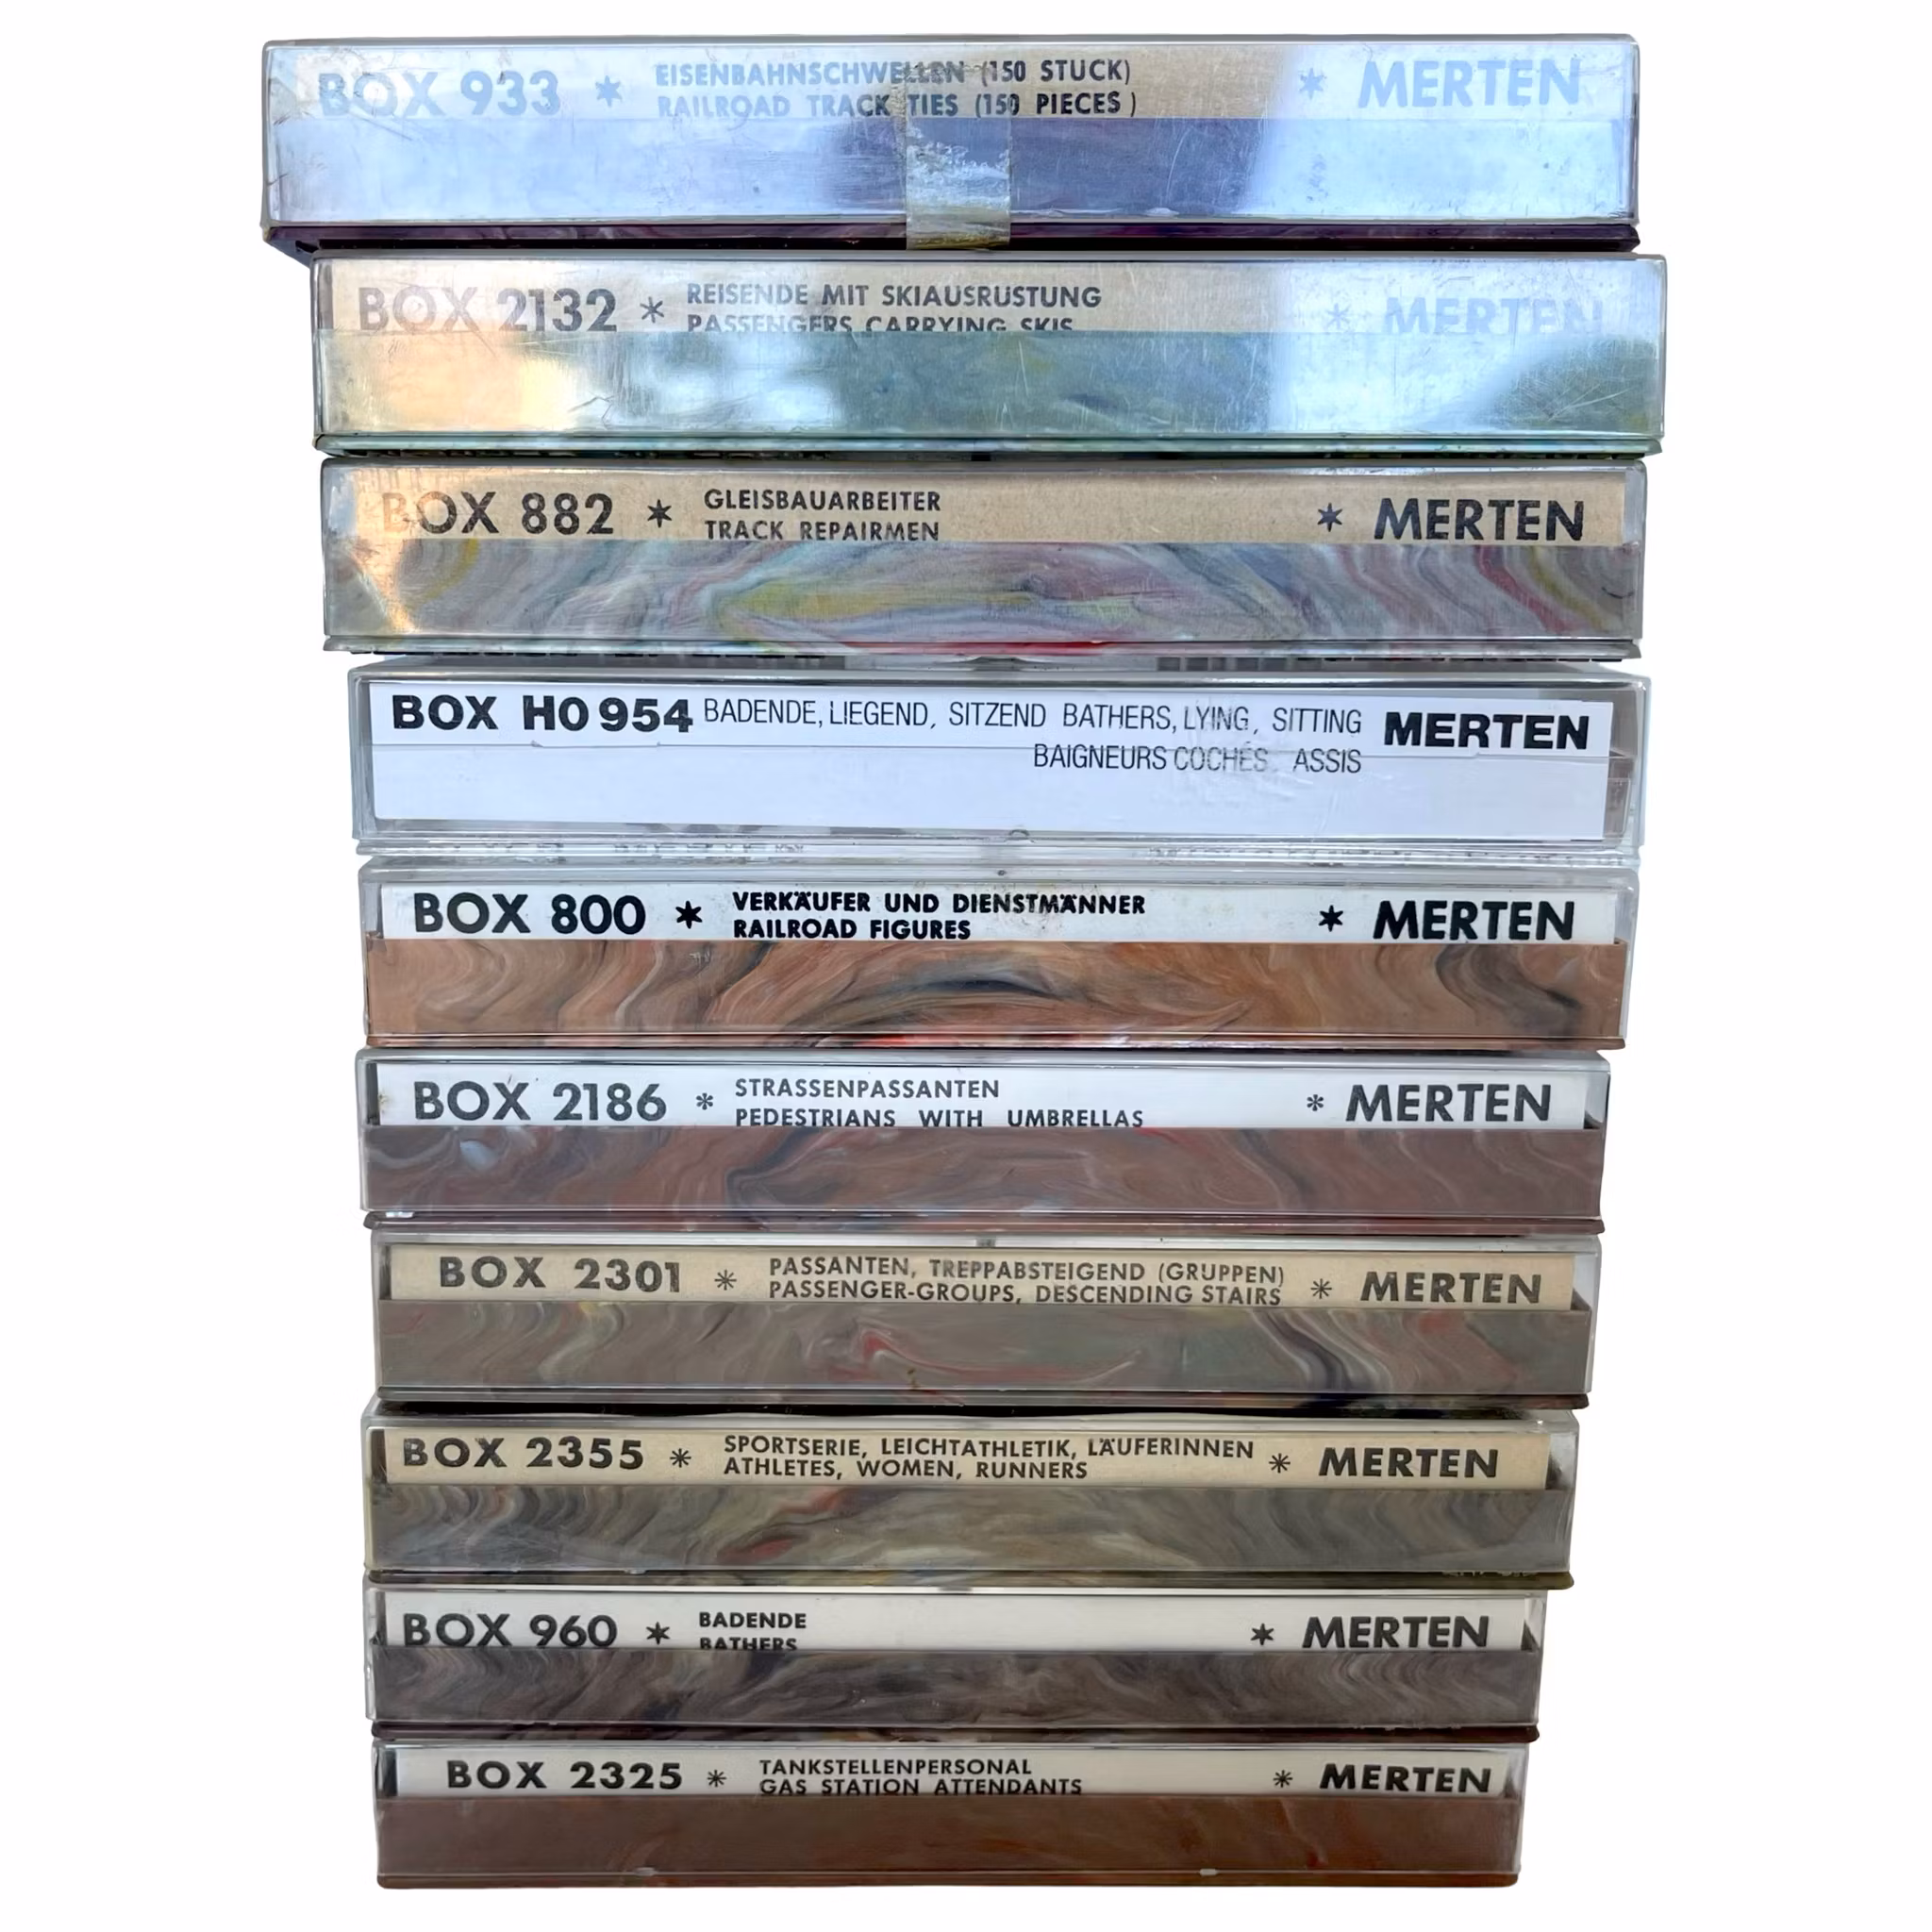 BOX 933 * EISENBAHNSCHWELLEN (150 STUCK) * MERTEN
RAILROAD TRACK TIES (150 PIECES)
BOX 2132 * REISENDE MIT SKIAUSRUSTUNG * MERTEN
PASSENGERS CARRYING SKIS
BOX 882 * GLEISBAUARBEITER * MERTEN
TRACK REPAIRMEN
BOX H0 954 BADENDE, LIEGEND, SITZEND BATHERS, LYING, SITTING MERTEN
BAIGNEURS COCHÉS ASSIS
BOX 800 * VERKÄUFER UND DIENSTMÄNNER * MERTEN
RAILROAD FIGURES
BOX 2186 * STRASSENPASSANTEN * MERTEN
PEDESTRIANS WITH UMBRELLAS
BOX 2301 * PASSANTEN, TREPPABSTEIGEND (GRUPPEN) * MERTEN
PASSENGER-GROUPS, DESCENDING STAIRS
BOX 2355 * SPORTSERIE, LEICHTATHLETIK, LÄUFERINNEN * MERTEN
ATHLETES, WOMEN, RUNNERS
BOX 960 * BADENDE * MERTEN
BATHERS
BOX 2325 * TANKSTELLENPERSONAL * MERTEN
GAS STATION ATTENDANTS